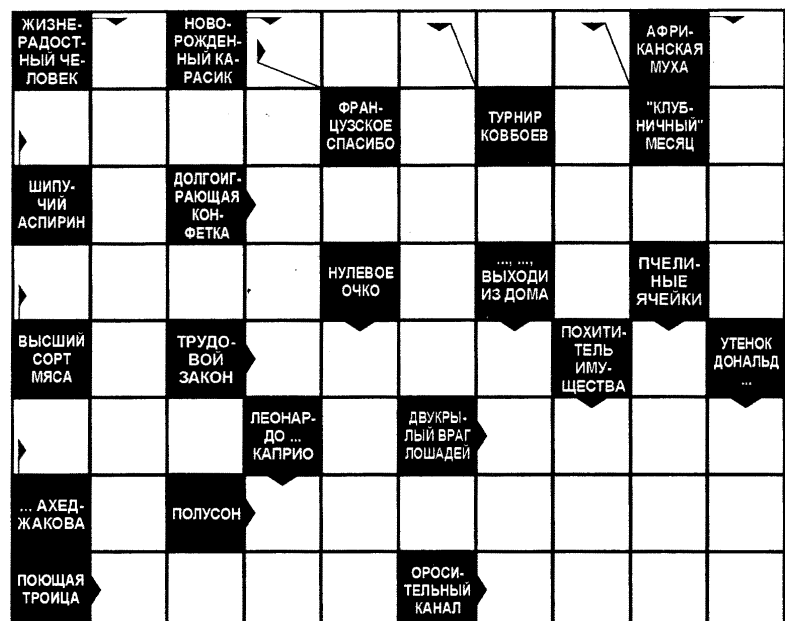 ЖИЗНЕ-
РАДОСТ-
НЫЙ ЧЕ-
ЛОВЕК
НОВО-
РОЖДЕН-
НЫЙ КА-
РАСИК
АФРИ-
КАНСКАЯ
МУХА
ФРАН-
ЦУЗСКОЕ
СПАСИБО
ТУРНИР
КОВБОЕВ
"КЛУБ-
НИЧНЫЙ"
МЕСЯЦ
ШИПУ-
ЧИЙ
АСПИРИН
ДОЛГОИГ-
РАЮЩАЯ
КОН-
ФЕТКА
НУЛЕВОЕ
ОЧКО
..., ...,
ВЫХОДИ
ИЗ ДОМА
ПЧЕЛИ-
НЫЕ
ЯЧЕЙКИ
ВЫСШИЙ
СОРТ
МЯСА
ТРУДО-
ВОЙ
ЗАКОН
ПОХИТИ-
ТЕЛЬ
ИМУ-
ЩЕСТВА
УТЕНОК
ДОНАЛЬД
...
ЛЕОНАР-
ДО ...
КАПРИО
ДВУКРЫ-
ЛЫЙ ВРАГ
ЛОШАДЕЙ
... АХЕД-
ЖАКОВА
ПОЛУСОН
ПОЮЩАЯ
ТРОИЦА
ОРОСИ-
ТЕЛЬНЫЙ
КАНАЛ